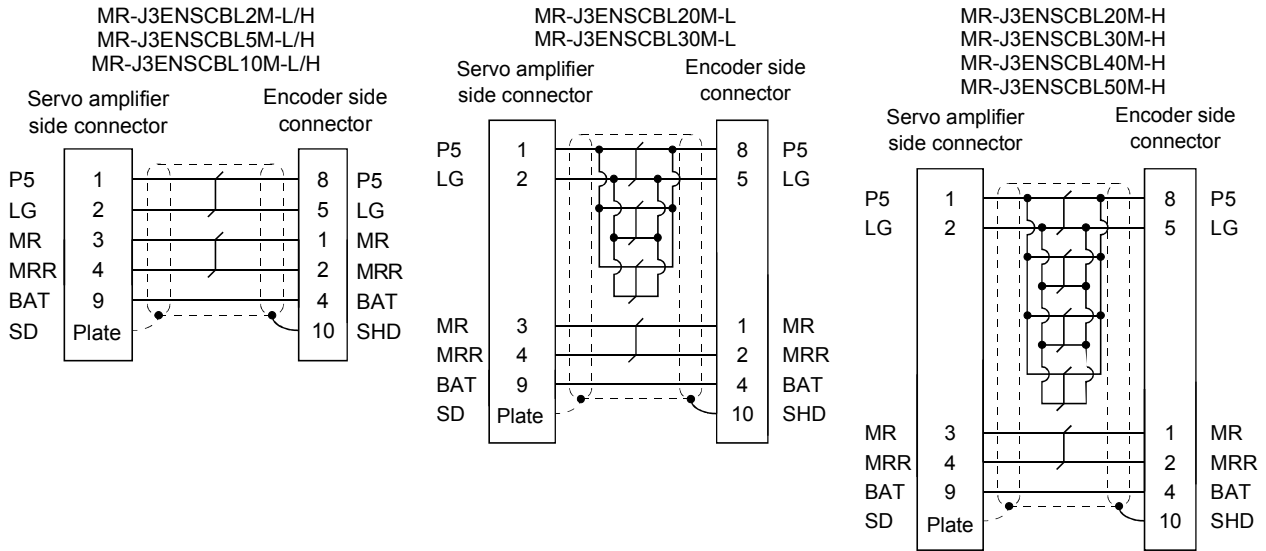 MR-J3ENSCBL2M-L/H
MR-J3ENSCBL5M-L/H
MR-J3ENSCBL10M-L/H
Servo amplifier
side connector
Encoder side
connector
P5 1 8 P5
LG 2 5 LG
MR 3 1 MR
MRR 4 2 MRR
BAT 9 4 BAT
SD Plate 10 SHD
MR-J3ENSCBL20M-L
MR-J3ENSCBL30M-L
Servo amplifier
side connector
Encoder side
connector
P5 1 8 P5
LG 2 5 LG
MR 3 1 MR
MRR 4 2 MRR
BAT 9 4 BAT
SD Plate 10 SHD
MR-J3ENSCBL20M-H
MR-J3ENSCBL30M-H
MR-J3ENSCBL40M-H
MR-J3ENSCBL50M-H
Servo amplifier
side connector
Encoder side
connector
P5 1 8 P5
LG 2 5 LG
MR 3 1 MR
MRR 4 2 MRR
BAT 9 4 BAT
SD Plate 10 SHD